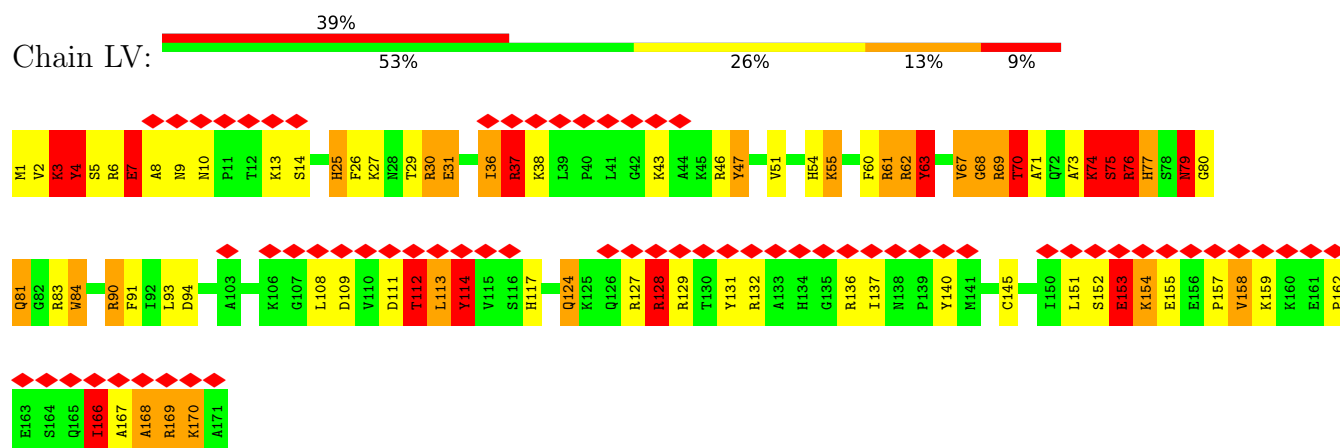 39%
Chain LV:
53% 26% 13% 9%
M1 V2 K3 Y4 S5 R6 E7 A8 N9 N10 P11 T12 K13 S14 H25 F26 K27 N28 T29 R30 E31 I36 R37 K38 L39 P40 L41 G42 K43 A44 K45 R46 Y47 V51 H54 K55 F60 R61 R62 Y63 V67 G68 R69 T70 A71 Q72 A73 K74 S75 R76 H77 S78 N79 G80
Q81 G82 R83 W84 R90 F91 I92 L93 D94 A103 K106 G107 L108 D109 V110 D111 T112 L113 Y114 V115 S116 H117 Q124 K125 Q126 R127 R128 R129 T130 Y131 R132 A133 H134 G135 R136 I137 N138 P139 Y140 M141 C145 I150 L151 S152 E153 K154 E155 E156 P157 V158 K159 K160 E161
E163 S164 Q165 I166 A167 A168 R169 K170 A171